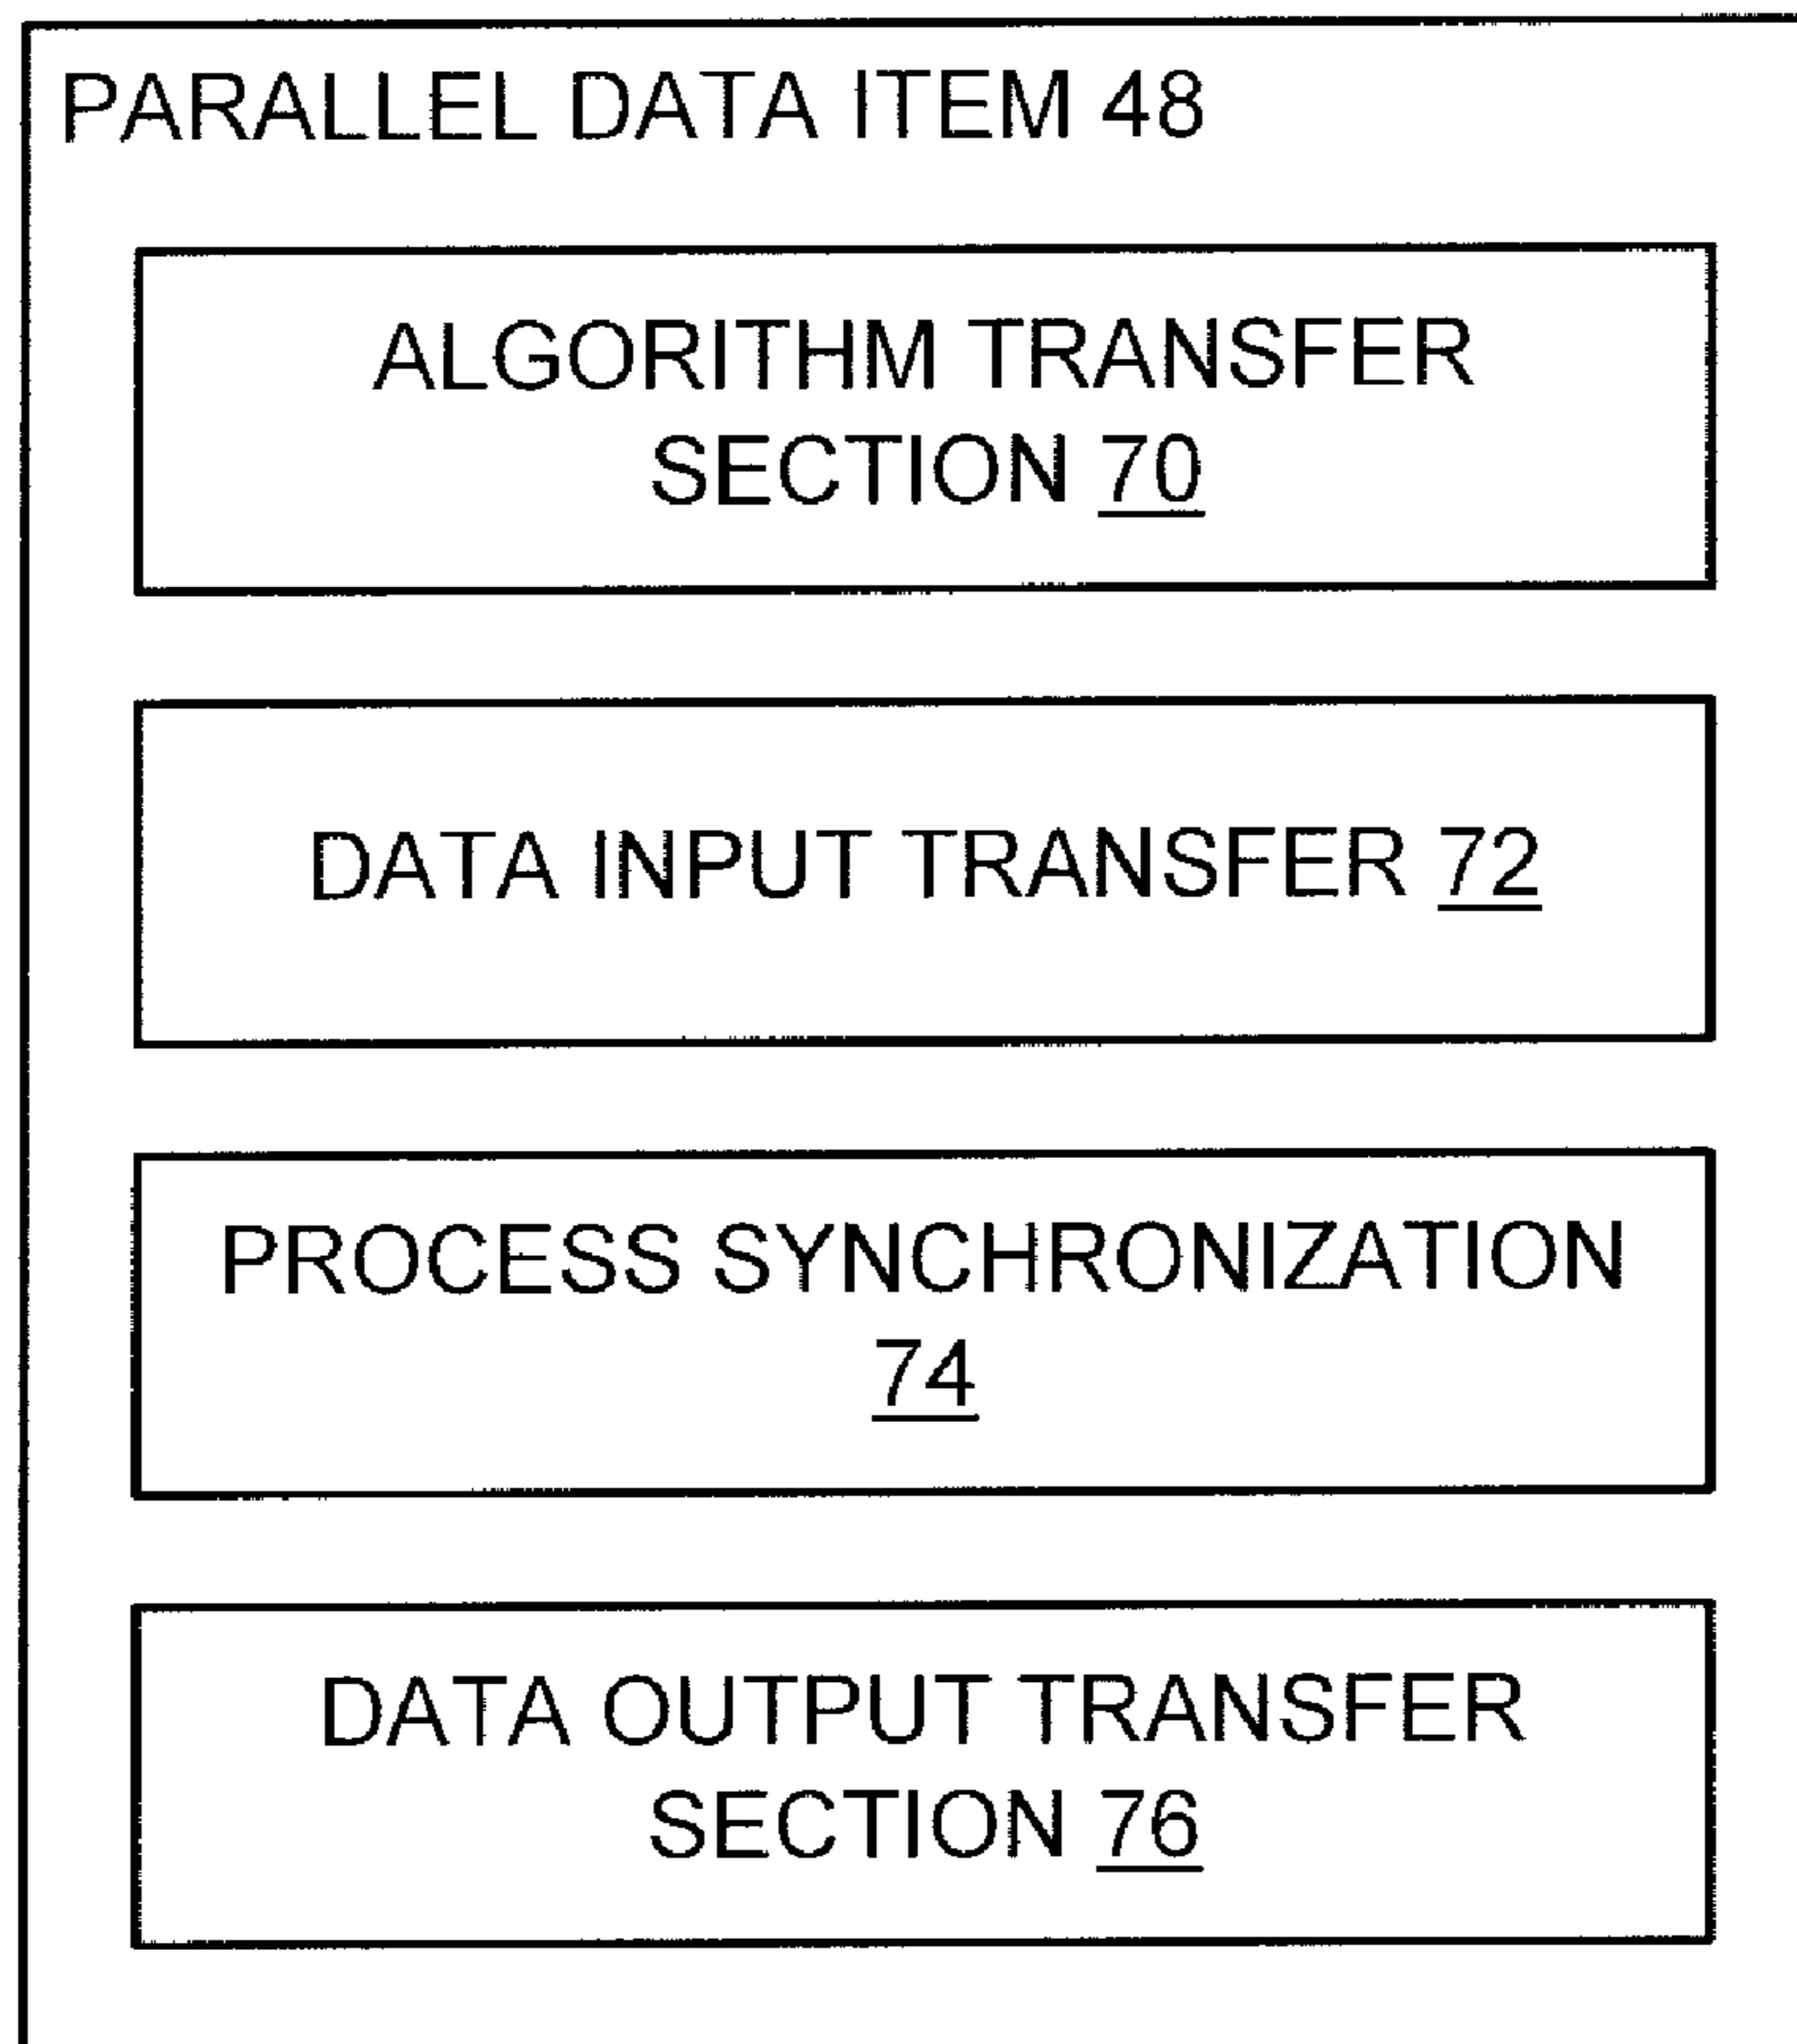 PARALLEL DATA ITEM 48
ALGORITHM TRANSFER
SECTION 70
DATA INPUT TRANSFER 72
PROCESS SYNCHRONIZATION
74
DATA OUTPUT TRANSFER
SECTION 76